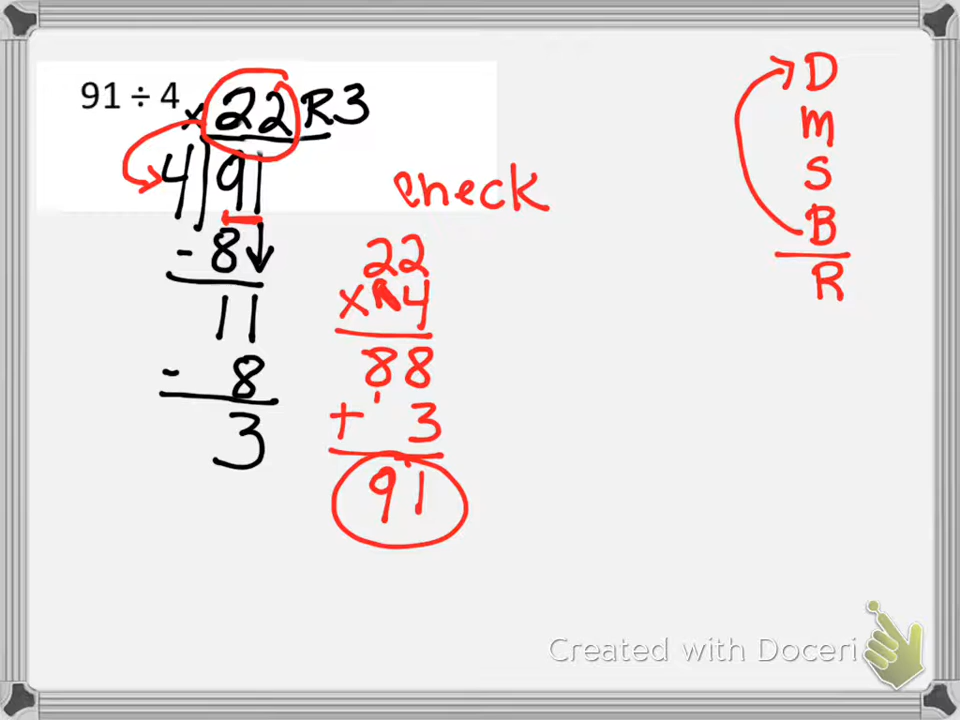 91 ÷ 4
× 22 R3
4 91
- 8
11
- 8
3
check
22
× 4
88
+ 3
91
D
M
S
B
R
Created with Doceri